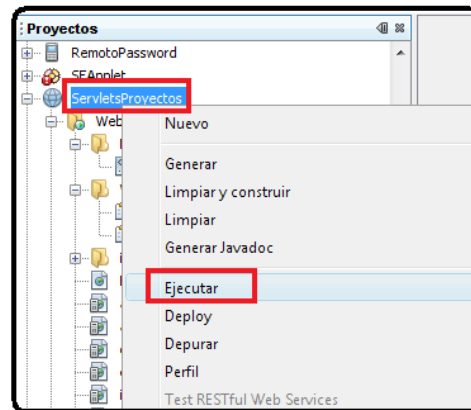 Proyectos
RemotoPassword
SEApplet
ServletsProyectos
Web
Nuevo
Generar
Limpiar y construir
Limpiar
Generar Javadoc
Ejecutar
Deploy
Depurar
Perfil
Test RESTful Web Services